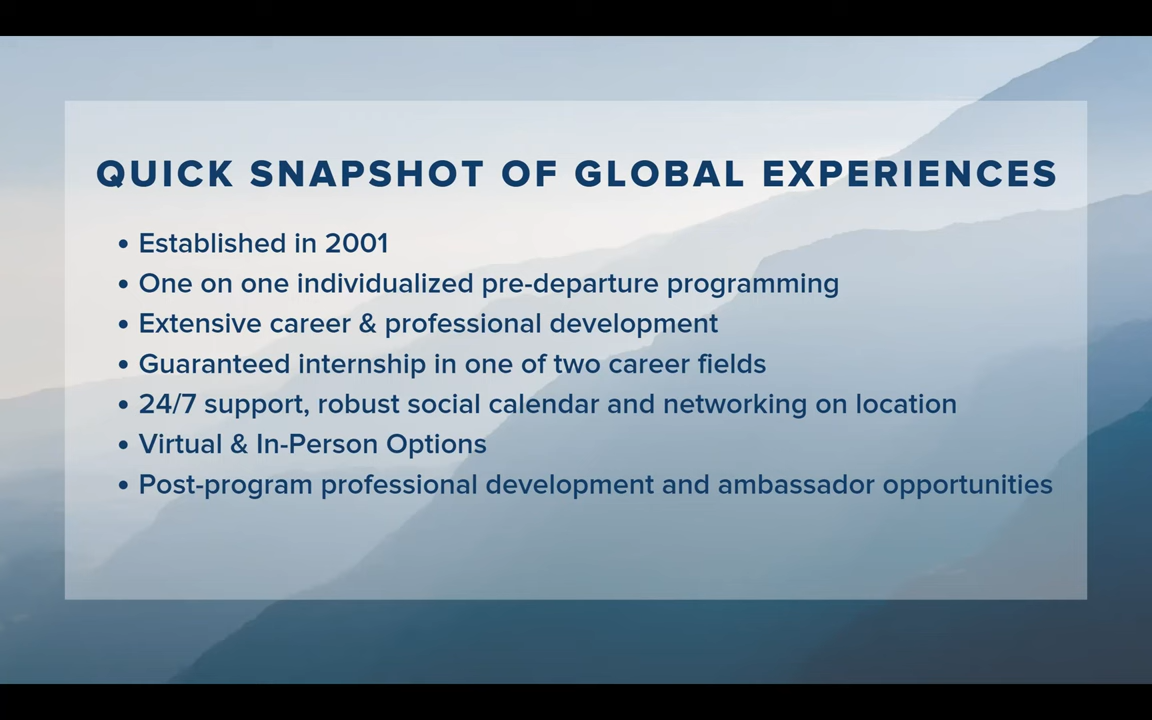 QUICK SNAPSHOT OF GLOBAL EXPERIENCES
• Established in 2001
• One on one individualized pre-departure programming
• Extensive career & professional development
• Guaranteed internship in one of two career fields
• 24/7 support, robust social calendar and networking on location
• Virtual & In-Person Options
• Post-program professional development and ambassador opportunities